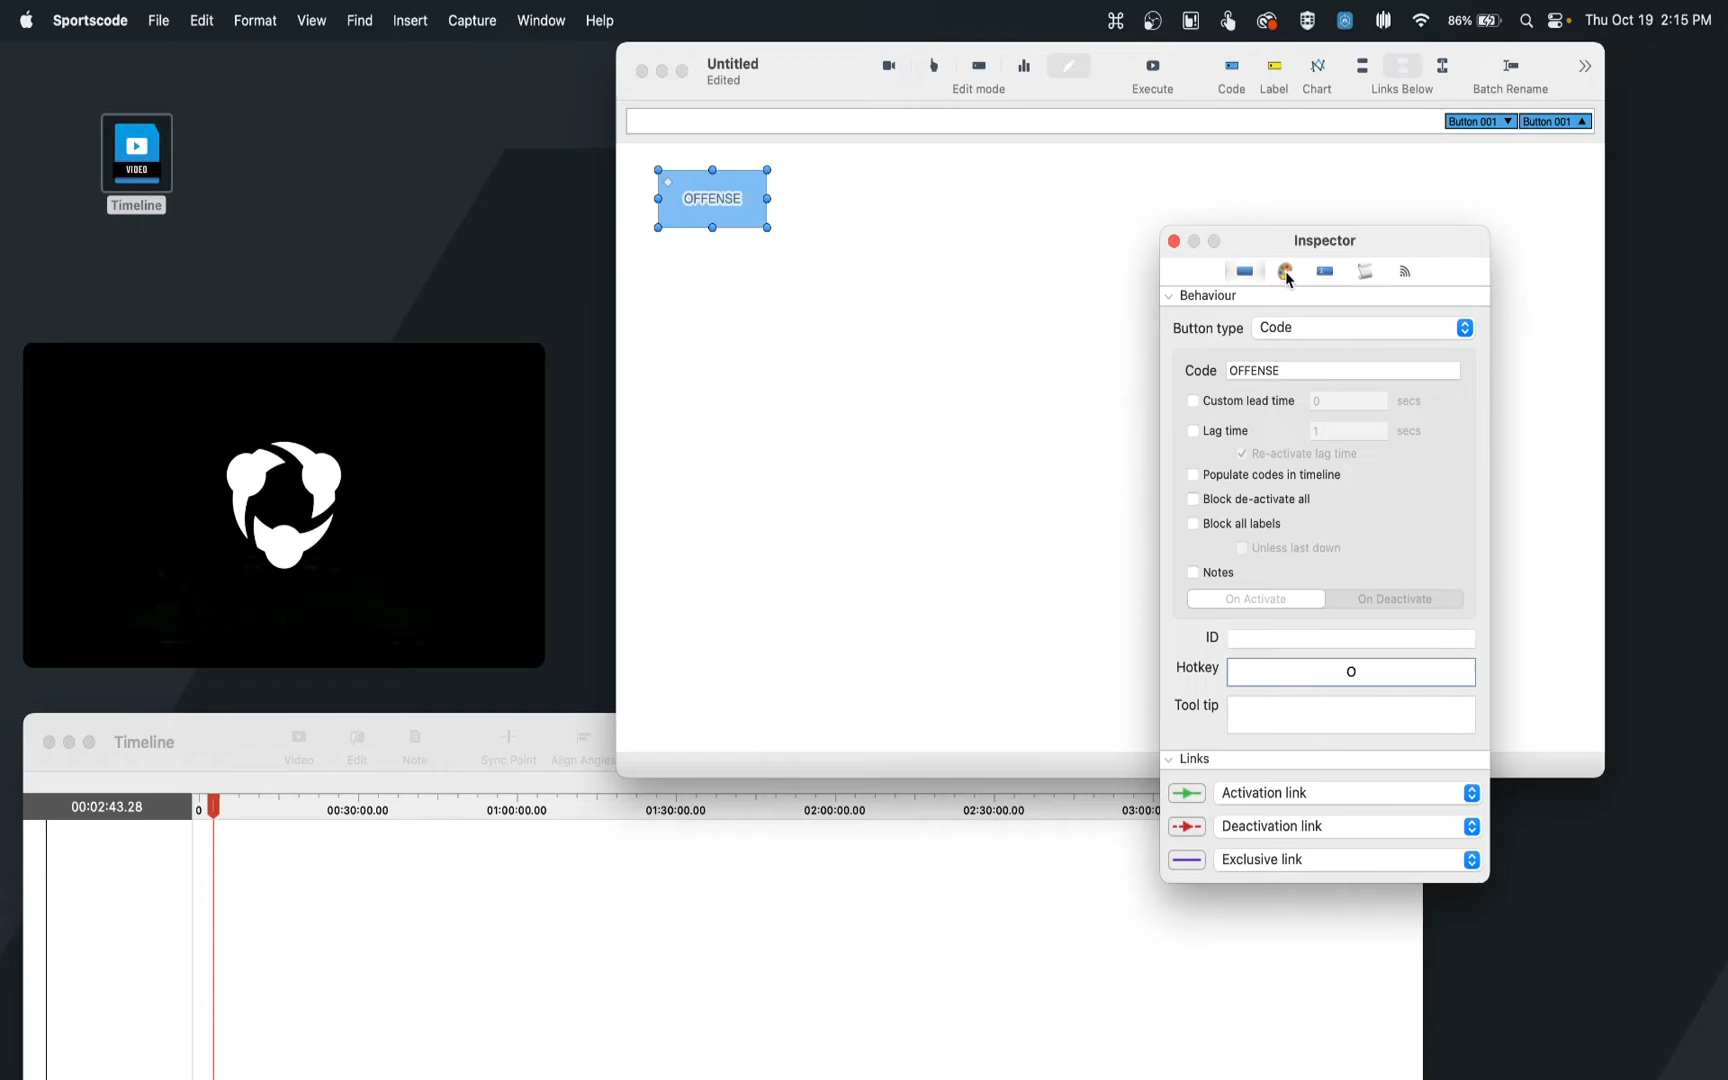 Sportscode File Edit Format View Find Insert Capture Window Help 86% Thu Oct 19 2:15 PM
Untitled
Edited
Edit mode Execute Code Label Chart Links Below Batch Rename
Button 001 ▼ Button 001 ▲
VIDEO
Timeline
OFFENSE
Inspector
Behaviour
Button type Code
Code OFFENSE
Custom lead time 0 secs
Lag time 1 secs
Re-activate lag time
Populate codes in timeline
Block de-activate all
Block all labels
Unless last down
Notes
On Activate On Deactivate
ID
Hotkey O
Tool tip
Links
Activation link
Deactivation link
Exclusive link
Timeline
Video Edit Note Sync Point Align Angles
00:02:43.28 0 00:30:00.00 01:00:00.00 01:30:00.00 02:00:00.00 02:30:00.00 03:00:0